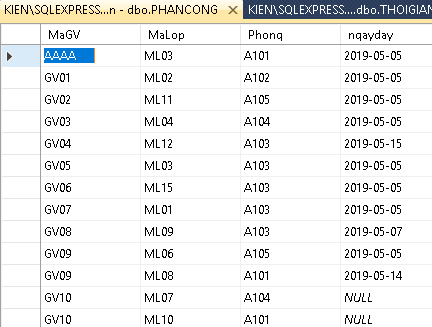 KIEN\SQLEXPRESS...n - dbo.PHANCONG KIEN\SQLEXPRESS....dbo.THOIGIAN
MaGV MaLop Phong ngayday
AAAA ML03 A101 2019-05-05
GV01 ML02 A102 2019-05-05
GV02 ML11 A105 2019-05-05
GV03 ML04 A104 2019-05-05
GV04 ML12 A103 2019-05-15
GV05 ML03 A103 2019-05-05
GV06 ML15 A103 2019-05-05
GV07 ML01 A103 2019-05-05
GV08 ML09 A103 2019-05-07
GV09 ML06 A105 2019-05-05
GV09 ML08 A101 2019-05-14
GV10 ML07 A104 NULL
GV10 ML10 A101 NULL